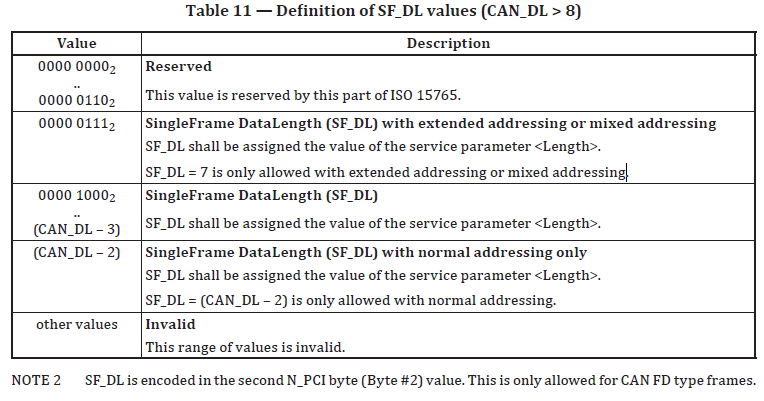 Table 11 — Definition of SF_DL values (CAN_DL > 8)
Value Description
0000 0000₂ Reserved
..
0000 0110₂
This value is reserved by this part of ISO 15765.
0000 0111₂ SingleFrame DataLength (SF_DL) with extended addressing or mixed addressing
SF_DL shall be assigned the value of the service parameter <Length>.
SF_DL = 7 is only allowed with extended addressing or mixed addressing.
0000 1000₂ SingleFrame DataLength (SF_DL)
..
(CAN_DL – 3)
SF_DL shall be assigned the value of the service parameter <Length>.
(CAN_DL – 2) SingleFrame DataLength (SF_DL) with normal addressing only
SF_DL shall be assigned the value of the service parameter <Length>.
SF_DL = (CAN_DL – 2) is only allowed with normal addressing.
other values Invalid
This range of values is invalid.
NOTE 2 SF_DL is encoded in the second N_PCI byte (Byte #2) value. This is only allowed for CAN FD type frames.